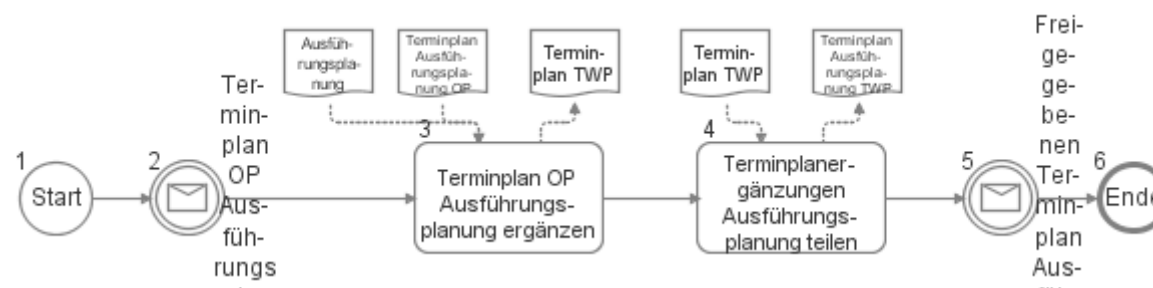 1
Start
2
Ter-
min-
plan
OP
Aus-
füh-
rungs
Ausfüh-
rungspla-
nung
Terminplan
Ausfüh-
rungspla-
nung OP
Termin-
plan TWP
3
Terminplan OP
Ausführungs-
planung ergänzen
Termin-
plan TWP
Terminplan
Ausfüh-
rungspla-
nung TWP
4
Terminplaner-
gänzungen
Ausführungs-
planung teilen
5
Frei-
ge-
ge-
benen
Ter-
min-
plan
Aus-
6
Ende